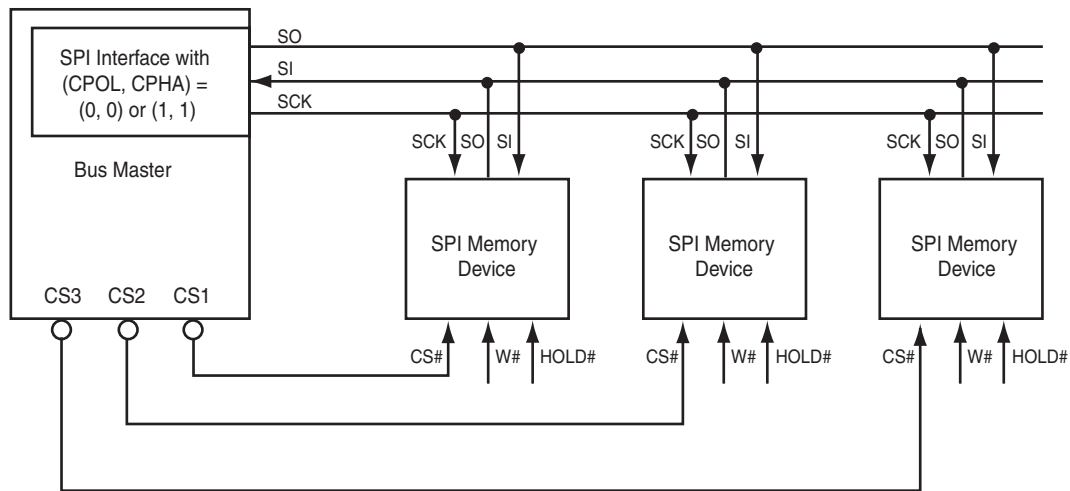 SO
SPI Interface with
(CPOL, CPHA) =
(0, 0) or (1, 1)
SI
SCK
Bus Master
SCK SO SI
SCK SO SI
SCK SO SI
SPI Memory
Device
SPI Memory
Device
SPI Memory
Device
CS3 CS2 CS1
CS# W# HOLD#
CS# W# HOLD#
CS# W# HOLD#